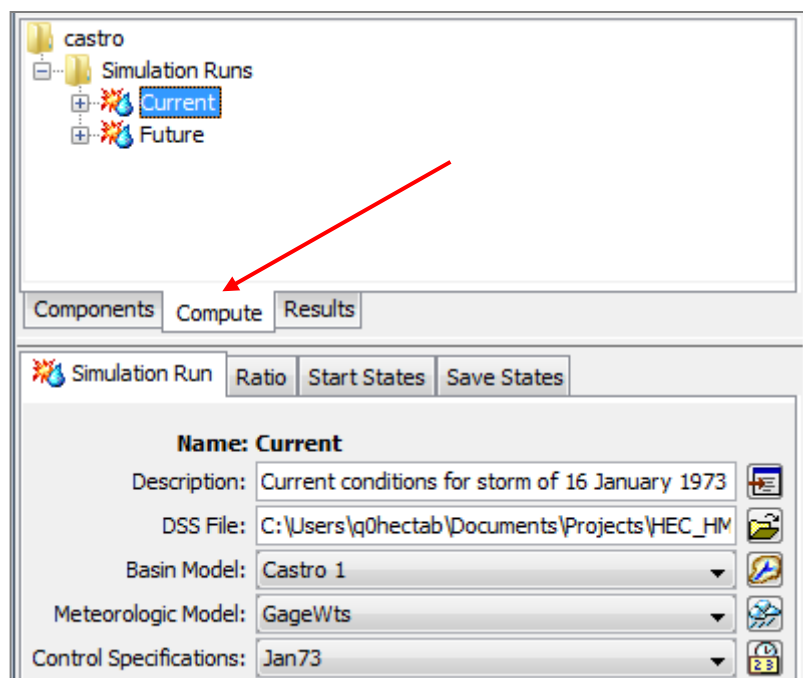 castro
Simulation Runs
Current
Future
Components Compute Results
Simulation Run Ratio Start States Save States
Name: Current
Description: Current conditions for storm of 16 January 1973
DSS File: C:\Users\q0hectab\Documents\Projects\HEC_HM
Basin Model: Castro 1
Meteorologic Model: GageWts
Control Specifications: Jan73